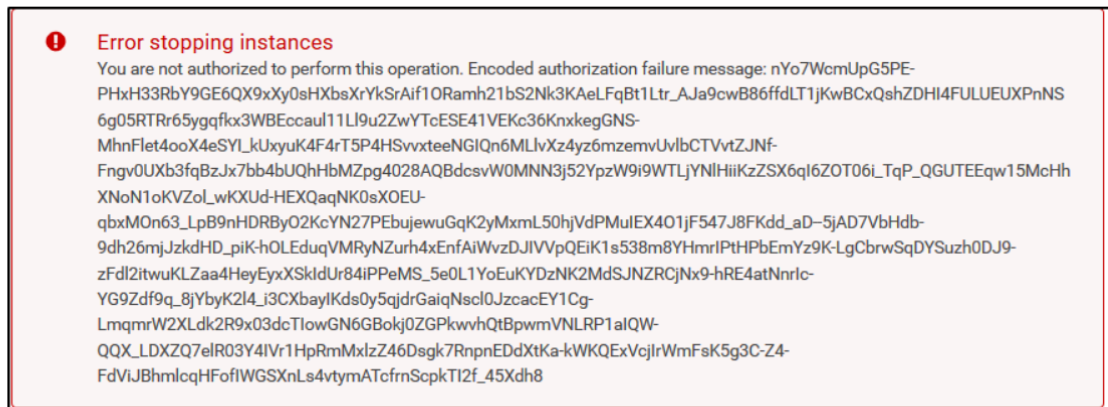 Error stopping instances
You are not authorized to perform this operation. Encoded authorization failure message: nYo7WcmUpG5PE-
PHxH33RbY9GE6QX9xXy0sHXbsXrYkSrAif1ORamh21bS2Nk3KAeLFqBt1Ltr_AJa9cwB86ffdLT1jKwBCxQshZDHI4FULUEUXPnNS
6g05RTRr65ygqfkx3WBEccaul11Ll9u2ZwYTcESE41VEKc36KnxkegGNS-
MhnFlet4ooX4eSYI_kUxyuK4F4rT5P4HSvvxteeNGIQn6MLlvXz4yz6mzemvUvlbCTVvtZJNf-
Fngv0UXb3fqBzJx7bb4bUQhHbMZpg4028AQBdcsvW0MNN3j52YpzW9i9WTLjYNlHiiKzZSX6qI6ZOT06i_TqP_QGUTEEqw15McHh
XNoN1oKVZol_wKXUd-HEXQaqNK0sXOEU-
qbxMOn63_LpB9nHDRByO2KcYN27PEbujewuGqK2yMxmL50hjVdPMuIEX4O1jF547J8FKdd_aD--5jAD7VbHdb-
9dh26mjJzkdHD_piK-hOLEduqVMRyNZurh4xEnfAiWvzDJIVVpQEiK1s538m8YHmrIPtHPbEmYz9K-LgCbrwSqDYSuzh0DJ9-
zFdl2itwuKLZaa4HeyEyxXSkIdUr84iPPeMS_5e0L1YoEuKYDzNK2MdSJNZRCjNx9-hRE4atNnrIc-
YG9Zdf9q_8jYbyK2l4_i3CXbayIKds0y5qjdrGaiqNscl0JzcacEY1Cg-
LmqmrW2XLdk2R9x03dcTIowGN6GBokj0ZGPkwvhQtBpwmVNLRP1aIQW-
QQX_LDXZQ7elR03Y4IVr1HpRmMxlzZ46Dsgk7RnpnEDdXtKa-kWKQExVcjIrWmFsK5g3C-Z4-
FdViJBhmlcqHFofIWGSXnLs4vtymATcfrnScpkTI2f_45Xdh8